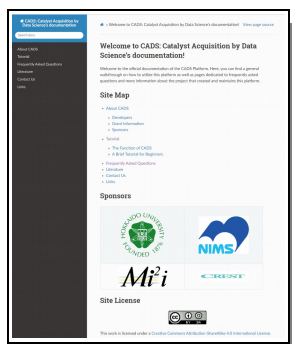 CADS: Catalyst Acquisition by
Data Science's documentation
Search docs
About CADS
Tutorial
Frequently Asked Questions
Literature
Contact Us
Links
» Welcome to CADS: Catalyst Acquisition by Data Science's documentation!
View page source
Welcome to CADS: Catalyst Acquisition by Data
Science's documentation!
Welcome to the official documentation of the CADS Platform. Here, you can find a general
walkthrough on how to utilize this platform as well as pages dedicated to frequently asked
questions and more information about the project that created and maintains this platform.
Site Map
About CADS
Developers
Grant Information
Sponsors
Tutorial
The Function of CADS
A Brief Tutorial for Beginners
Frequently Asked Questions
Literature
Contact Us
Links
Sponsors
HOKKAIDO UNIVERSITY
FOUNDED 1876
NIMS
Mi²i
CREST
Site License
CC BY SA
This work is licensed under a Creative Commons Attribution-ShareAlike 4.0 International License.